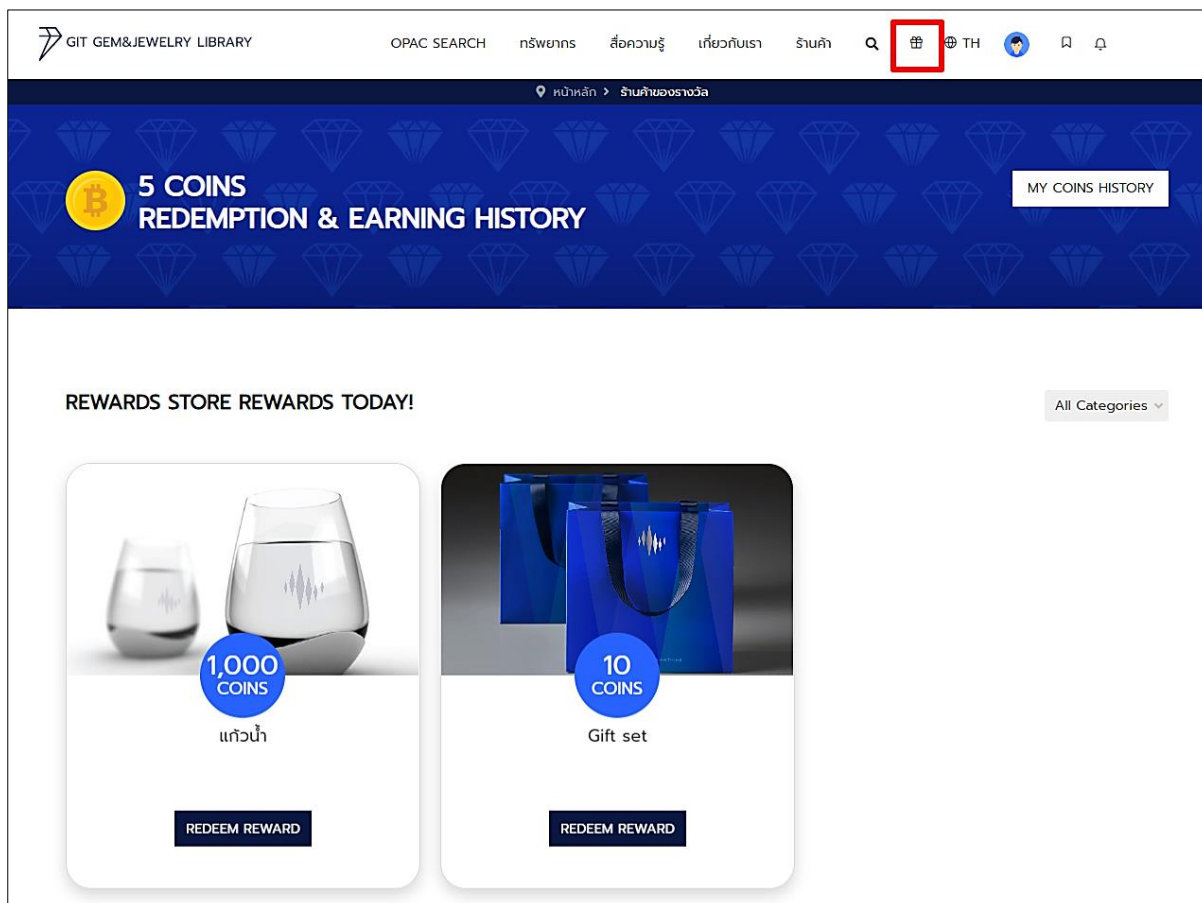 GIT GEM&JEWELRY LIBRARY
OPAC SEARCH ทรัพยากร สื่อความรู้ เกี่ยวกับเรา ร้านค้า TH
หน้าหลัก > ร้านค้าของรางวัล
5 COINS
REDEMPTION & EARNING HISTORY
MY COINS HISTORY
REWARDS STORE REWARDS TODAY!
All Categories
1,000
COINS
แก้วน้ำ
REDEEM REWARD
10
COINS
Gift set
REDEEM REWARD